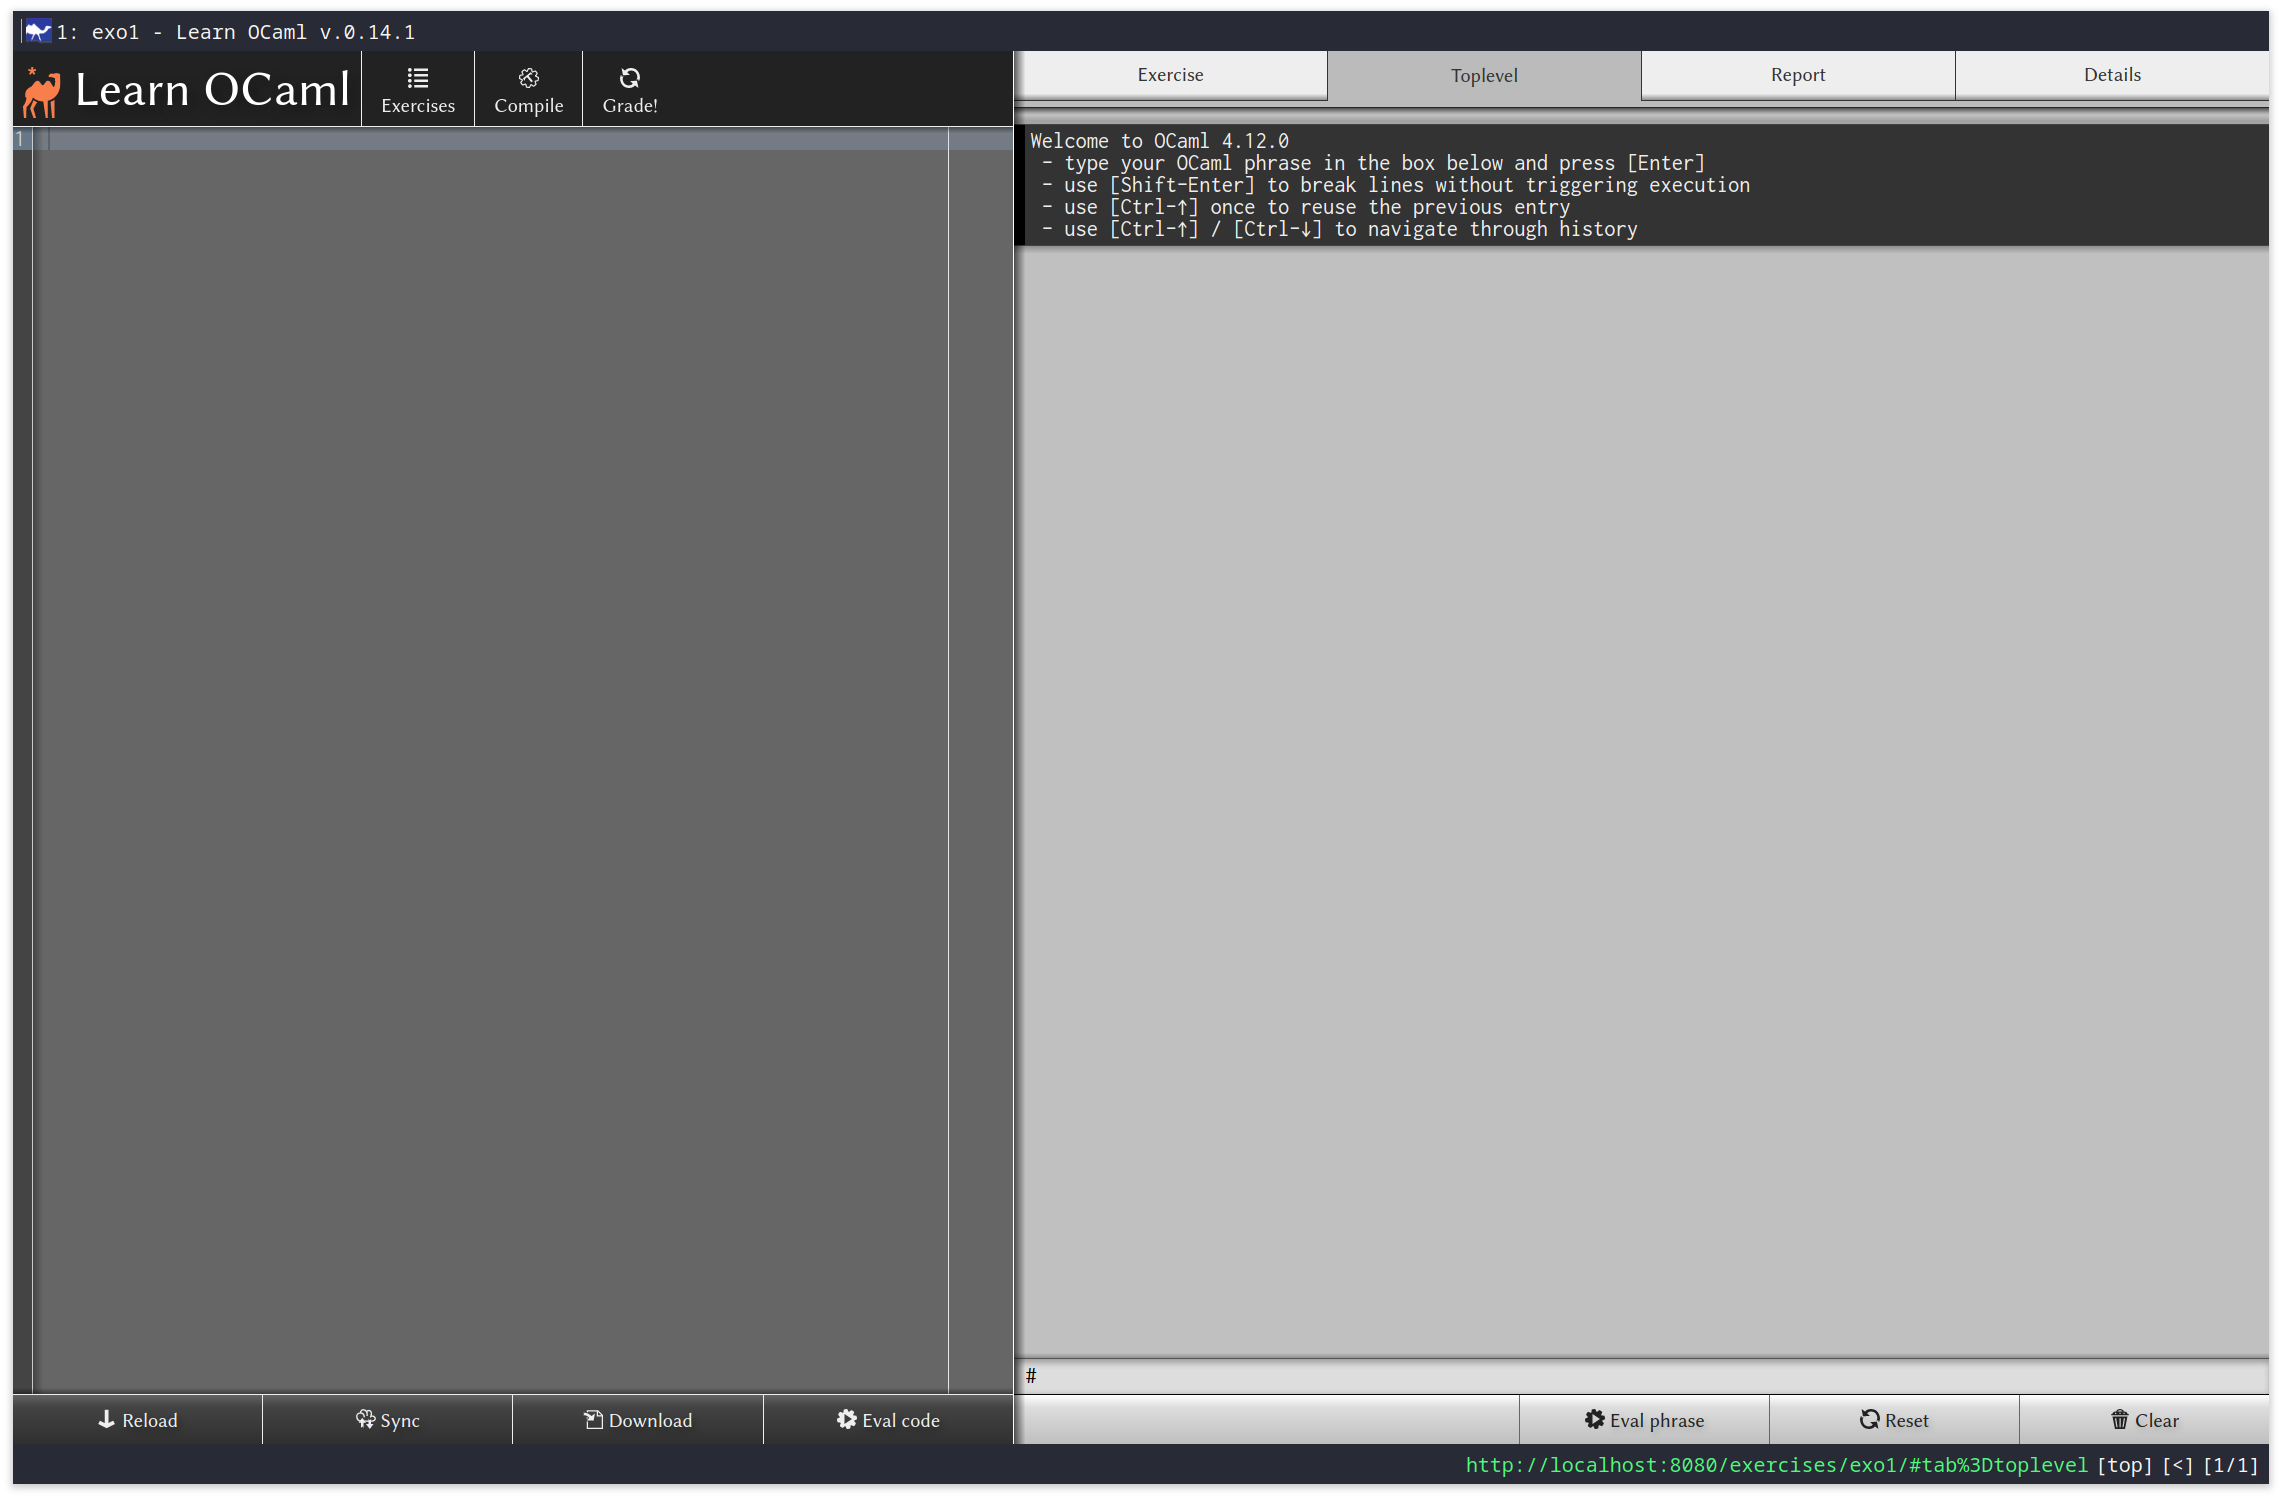 1: exo1 - Learn OCaml v.0.14.1
Learn OCaml
Exercises
Compile
Grade!
Exercise
Toplevel
Report
Details
1
Welcome to OCaml 4.12.0
- type your OCaml phrase in the box below and press [Enter]
- use [Shift-Enter] to break lines without triggering execution
- use [Ctrl-↑] once to reuse the previous entry
- use [Ctrl-↑] / [Ctrl-↓] to navigate through history
#
Reload
Sync
Download
Eval code
Eval phrase
Reset
Clear
http://localhost:8080/exercises/exo1/#tab%3Dtoplevel [top] [<] [1/1]